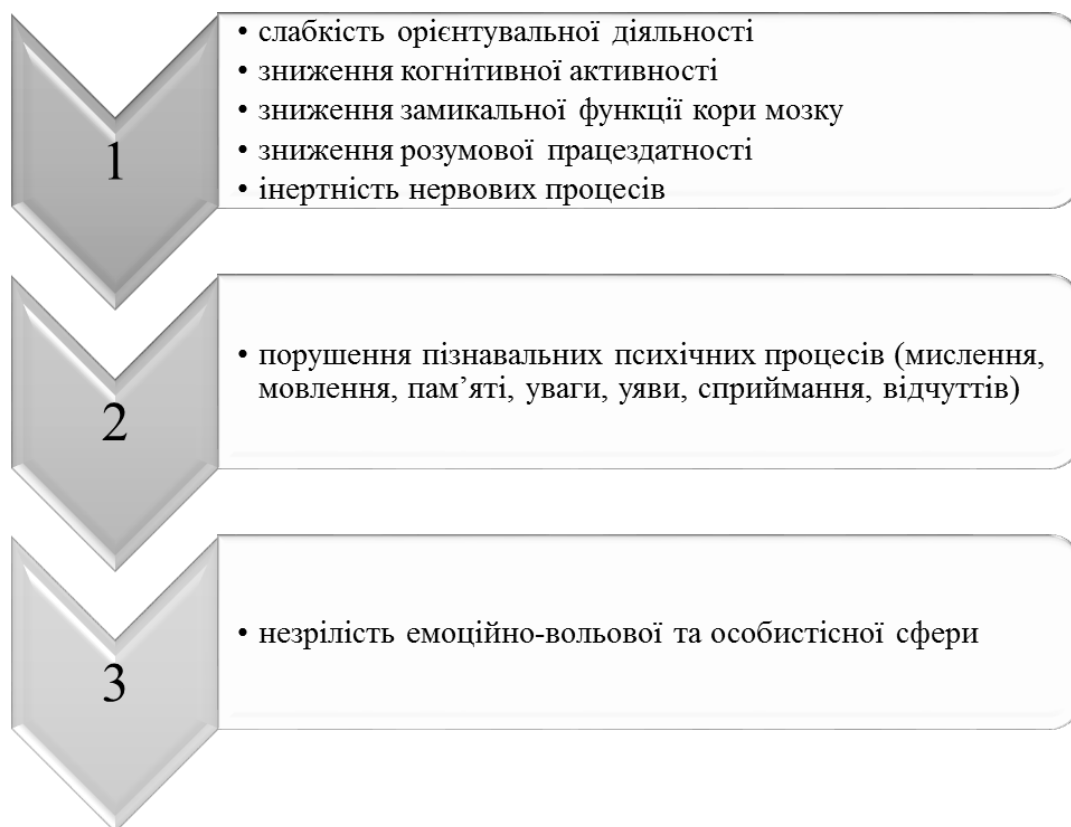 1
• слабкість орієнтувальної діяльності
• зниження когнітивної активності
• зниження замикальної функції кори мозку
• зниження розумової працездатності
• інертність нервових процесів
2
• порушення пізнавальних психічних процесів (мислення,
мовлення, пам’яті, уваги, уяви, сприймання, відчуттів)
3
• незрілість емоційно-вольової та особистісної сфери